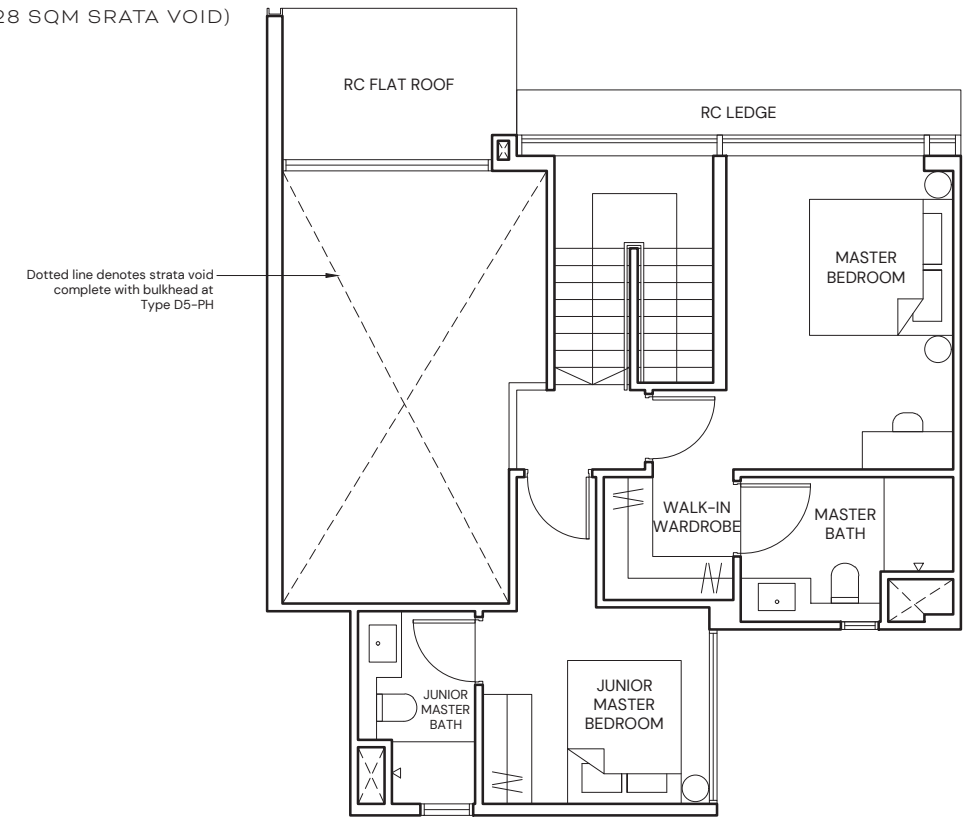 28 SQM SRATA VOID)
RC FLAT ROOF
RC LEDGE
MASTER
BEDROOM
Dotted line denotes strata void
complete with bulkhead at
Type D5-PH
WALK-IN
WARDROBE
MASTER
BATH
JUNIOR
MASTER
BATH
JUNIOR
MASTER
BEDROOM